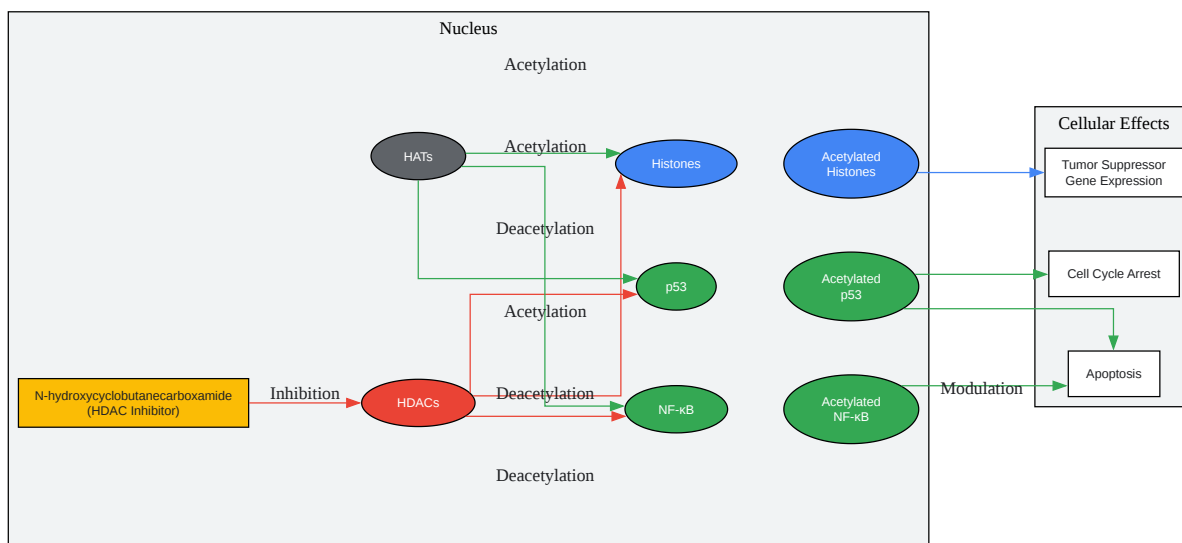 Nucleus
Acetylation
HATs
Acetylation
Histones
Acetylated
Histones
Cellular Effects
Tumor Suppressor
Gene Expression
Deacetylation
p53
Acetylated
p53
Cell Cycle Arrest
Acetylation
N-hydroxycyclobutanecarboxamide
(HDAC Inhibitor)
Inhibition
HDACs
Deacetylation
NF-κB
Acetylated
NF-κB
Modulation
Apoptosis
Deacetylation